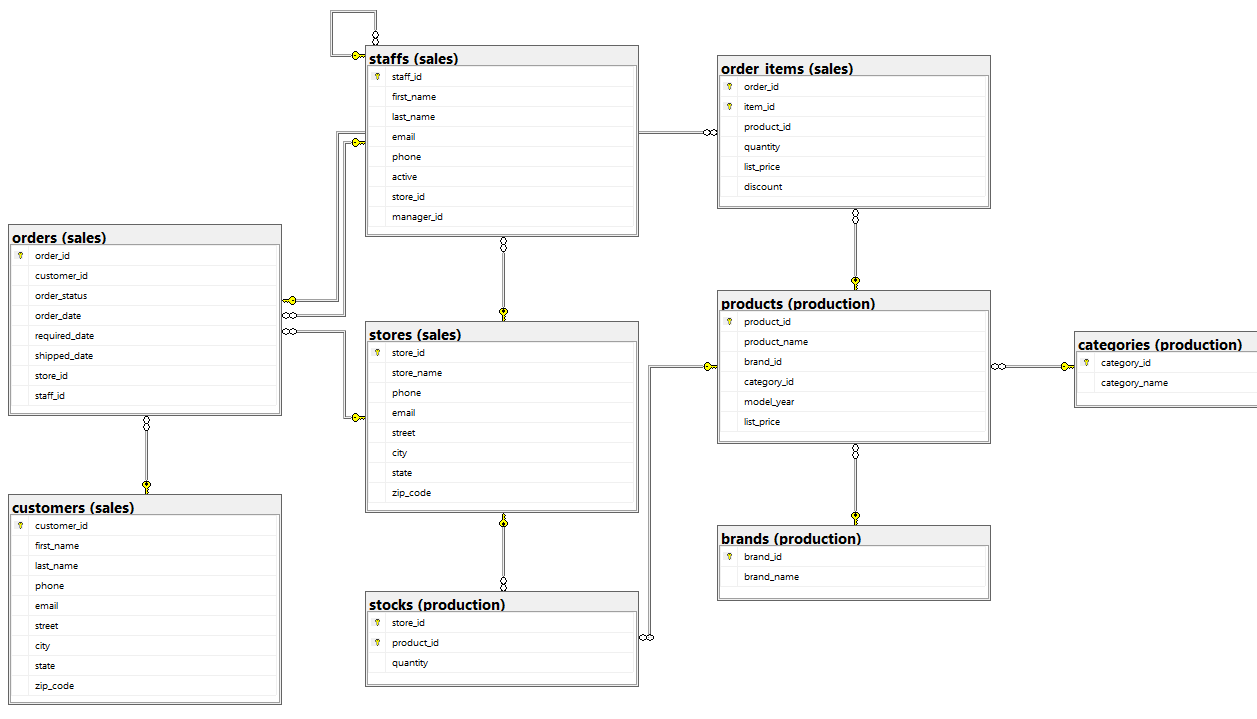 staffs (sales)
staff_id
first_name
last_name
email
phone
active
store_id
manager_id
order_items (sales)
order_id
item_id
product_id
quantity
list_price
discount
orders (sales)
order_id
customer_id
order_status
order_date
required_date
shipped_date
store_id
staff_id
stores (sales)
store_id
store_name
phone
email
street
city
state
zip_code
products (production)
product_id
product_name
brand_id
category_id
model_year
list_price
categories (production)
category_id
category_name
customers (sales)
customer_id
first_name
last_name
phone
email
street
city
state
zip_code
stocks (production)
store_id
product_id
quantity
brands (production)
brand_id
brand_name